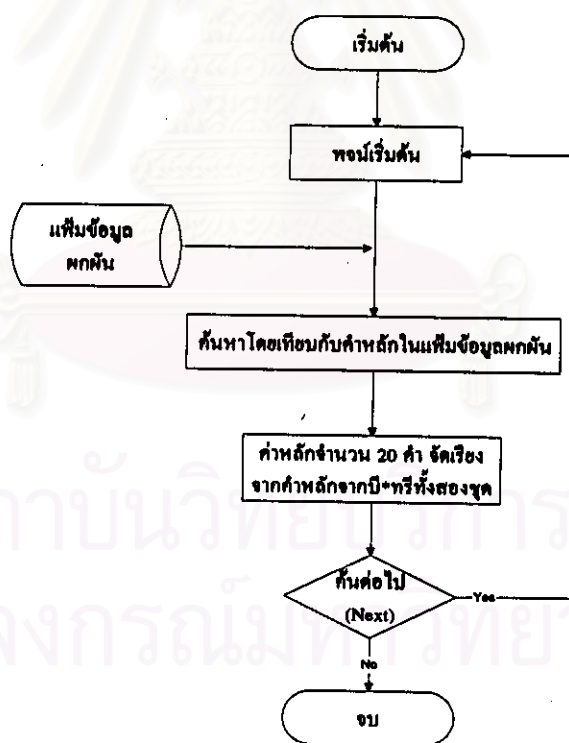 เริ่มต้น
พจน์เริ่มต้น
แฟ้มข้อมูล
ผกผัน
ค้นหาโดยเทียบกับคำหลักในแฟ้มข้อมูลผกผัน
คำหลักจำนวน 20 คำ จัดเรียง
จากคำหลักจากบี*ทรีทั้งสองชุด
ค้นต่อไป
(Next)
Yes
No
จบ